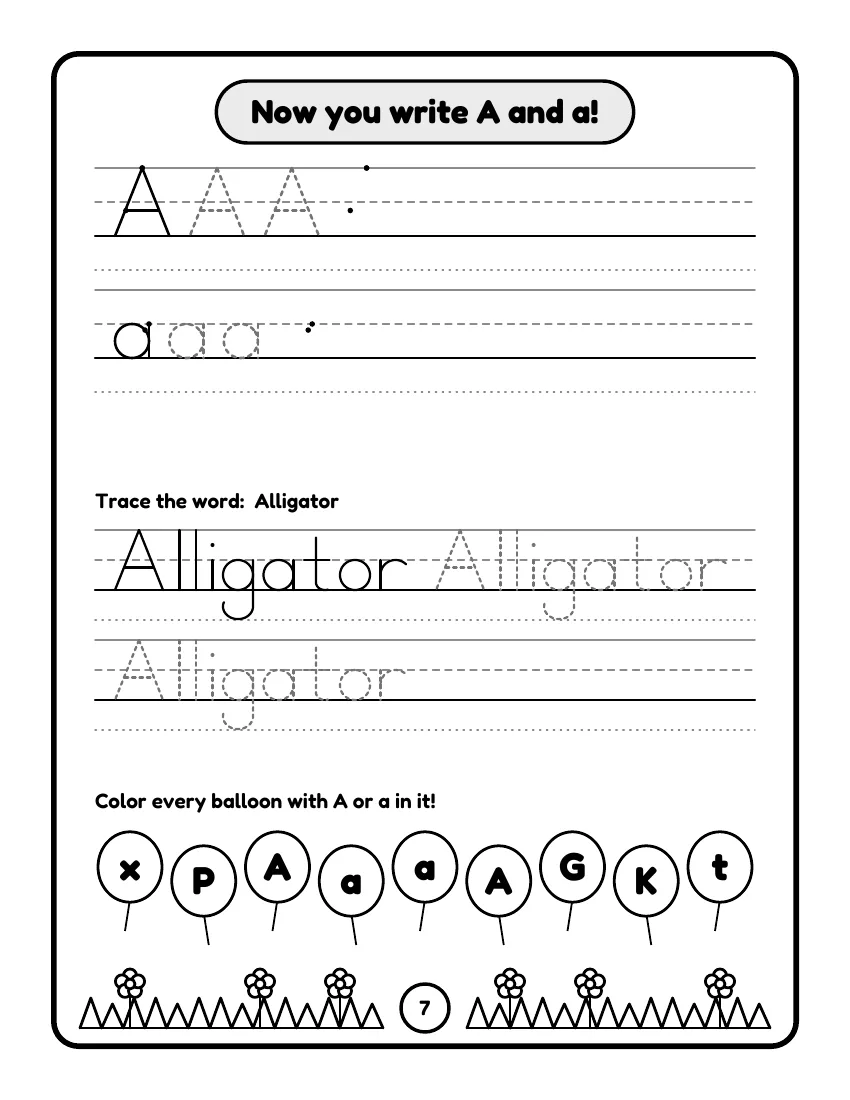 Now you write A and a!
A A A
a a a
Trace the word: Alligator
Alligator Alligator
Alligator
Color every balloon with A or a in it!
x P A a a A G K t
7